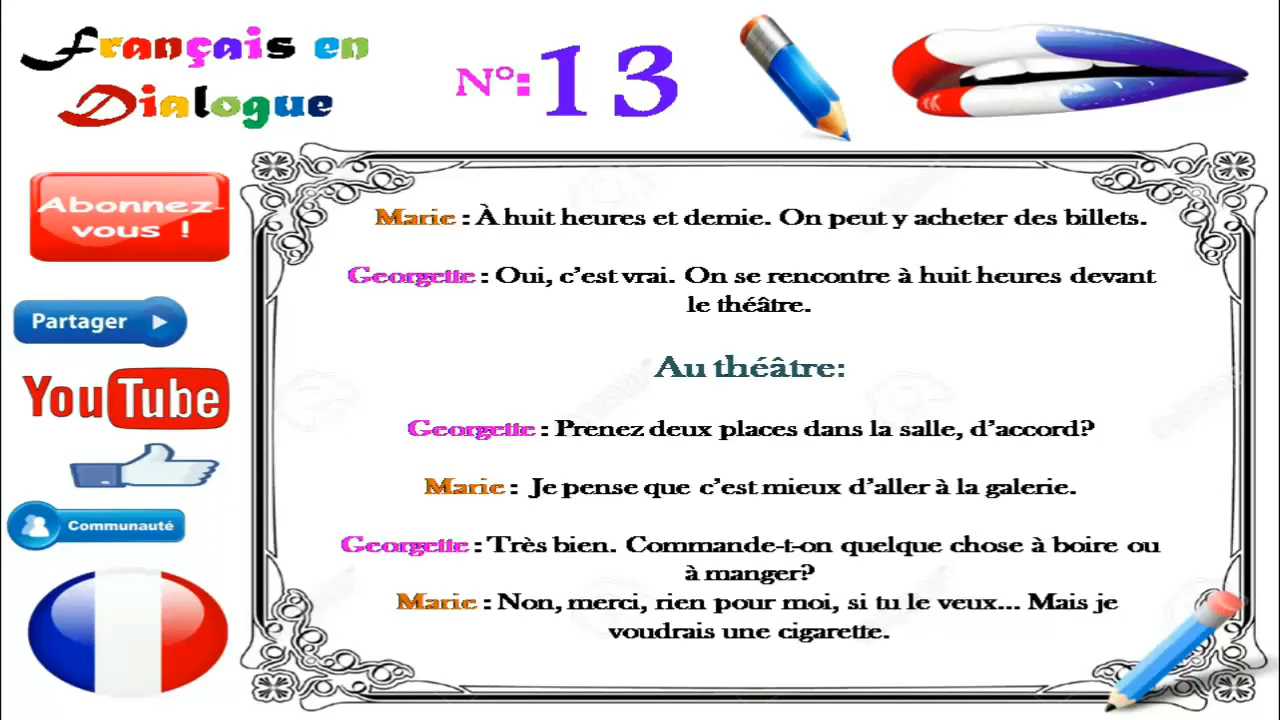 Français en
Dialogue
N°:13
Abonnez-
vous !
Partager
YouTube
Communauté
Marie : À huit heures et demie. On peut y acheter des billets.
Georgette : Oui, c’est vrai. On se rencontre à huit heures devant
le théâtre.
Au théâtre:
Georgette : Prenez deux places dans la salle, d’accord?
Marie : Je pense que c’est mieux d’aller à la galerie.
Georgette : Très bien. Commande-t-on quelque chose à boire ou
à manger?
Marie : Non, merci, rien pour moi, si tu le veux... Mais je
voudrais une cigarette.